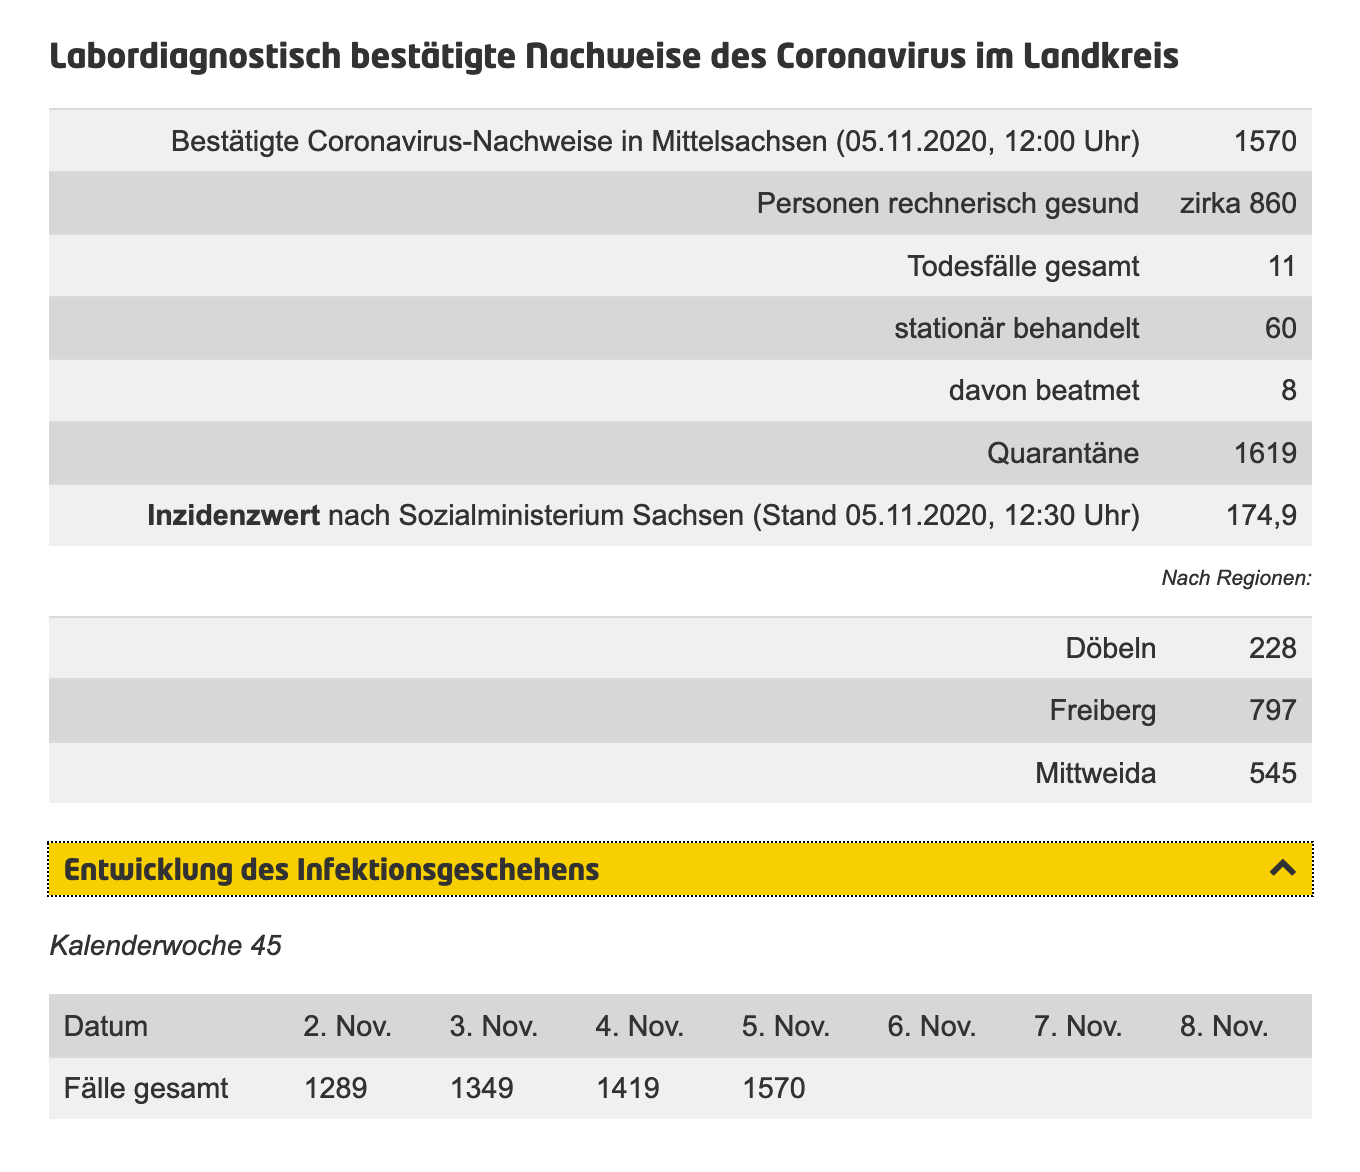 Labordiagnostisch bestätigte Nachweise des Coronavirus im Landkreis
Bestätigte Coronavirus-Nachweise in Mittelsachsen (05.11.2020, 12:00 Uhr) 1570
Personen rechnerisch gesund zirka 860
Todesfälle gesamt 11
stationär behandelt 60
davon beatmet 8
Quarantäne 1619
Inzidenzwert nach Sozialministerium Sachsen (Stand 05.11.2020, 12:30 Uhr) 174,9
Nach Regionen:
Döbeln 228
Freiberg 797
Mittweida 545
Entwicklung des Infektionsgeschehens
Kalenderwoche 45
Datum 2. Nov. 3. Nov. 4. Nov. 5. Nov. 6. Nov. 7. Nov. 8. Nov.
Fälle gesamt 1289 1349 1419 1570